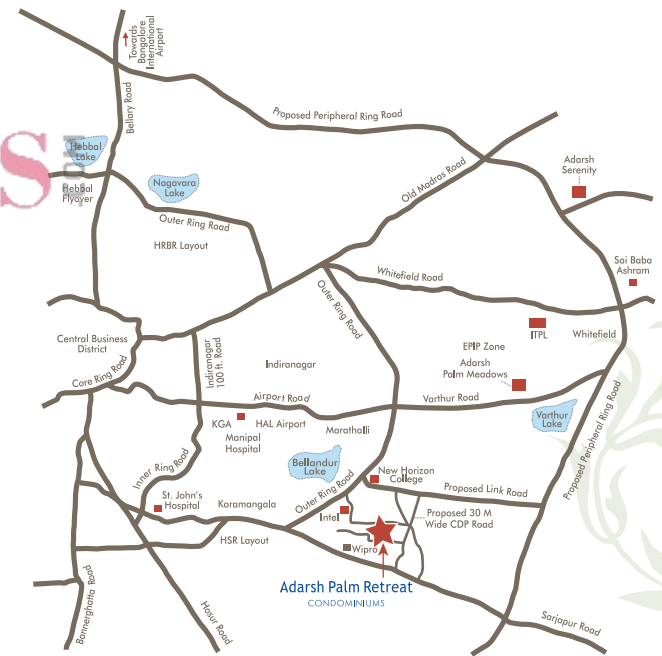 Towards
Bangalore
International
Airport
Bellary Road
Proposed Peripheral Ring Road
S
Hebbal
Lake
Hebbal
Flyover
Nagavara
Lake
Old Madras Road
Adarsh
Serenity
Outer Ring Road
HRBR Layout
Sai Baba
Ashram
Whitefield Road
Outer Ring Road
ITPL
Whitefield
Central Business
District
Core Ring Road
Indiranagar
100 ft. Road
Indiranagar
EPIP Zone
Adarsh
Palm Meadows
Airport Road
Varthur Road
Varthur
Lake
Proposed Peripheral Ring Road
KGA
HAL Airport
Marathalli
Manipal
Hospital
Inner Ring Road
Bellandur
Lake
New Horizon
College
Proposed Link Road
Outer Ring Road
St. John's
Hospital
Koramangala
Intel
Proposed 30 M
Wide CDP Road
HSR Layout
Wipro
Adarsh Palm Retreat
CONDOMINIUMS
Bannerghatta Road
Hosur Road
Sarjapur Road